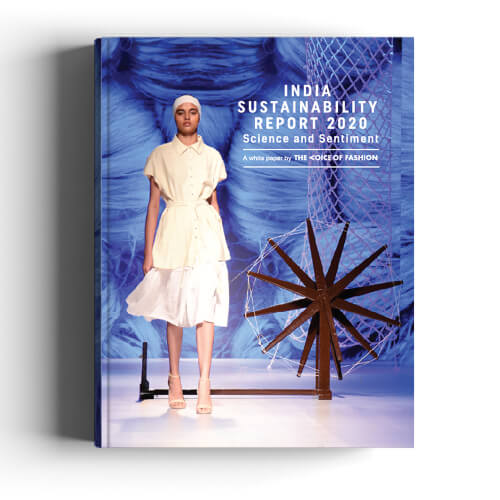 INDIA
SUSTAINABILITY
REPORT 2020
Science and Sentiment
A white paper by THE VOICE OF FASHION